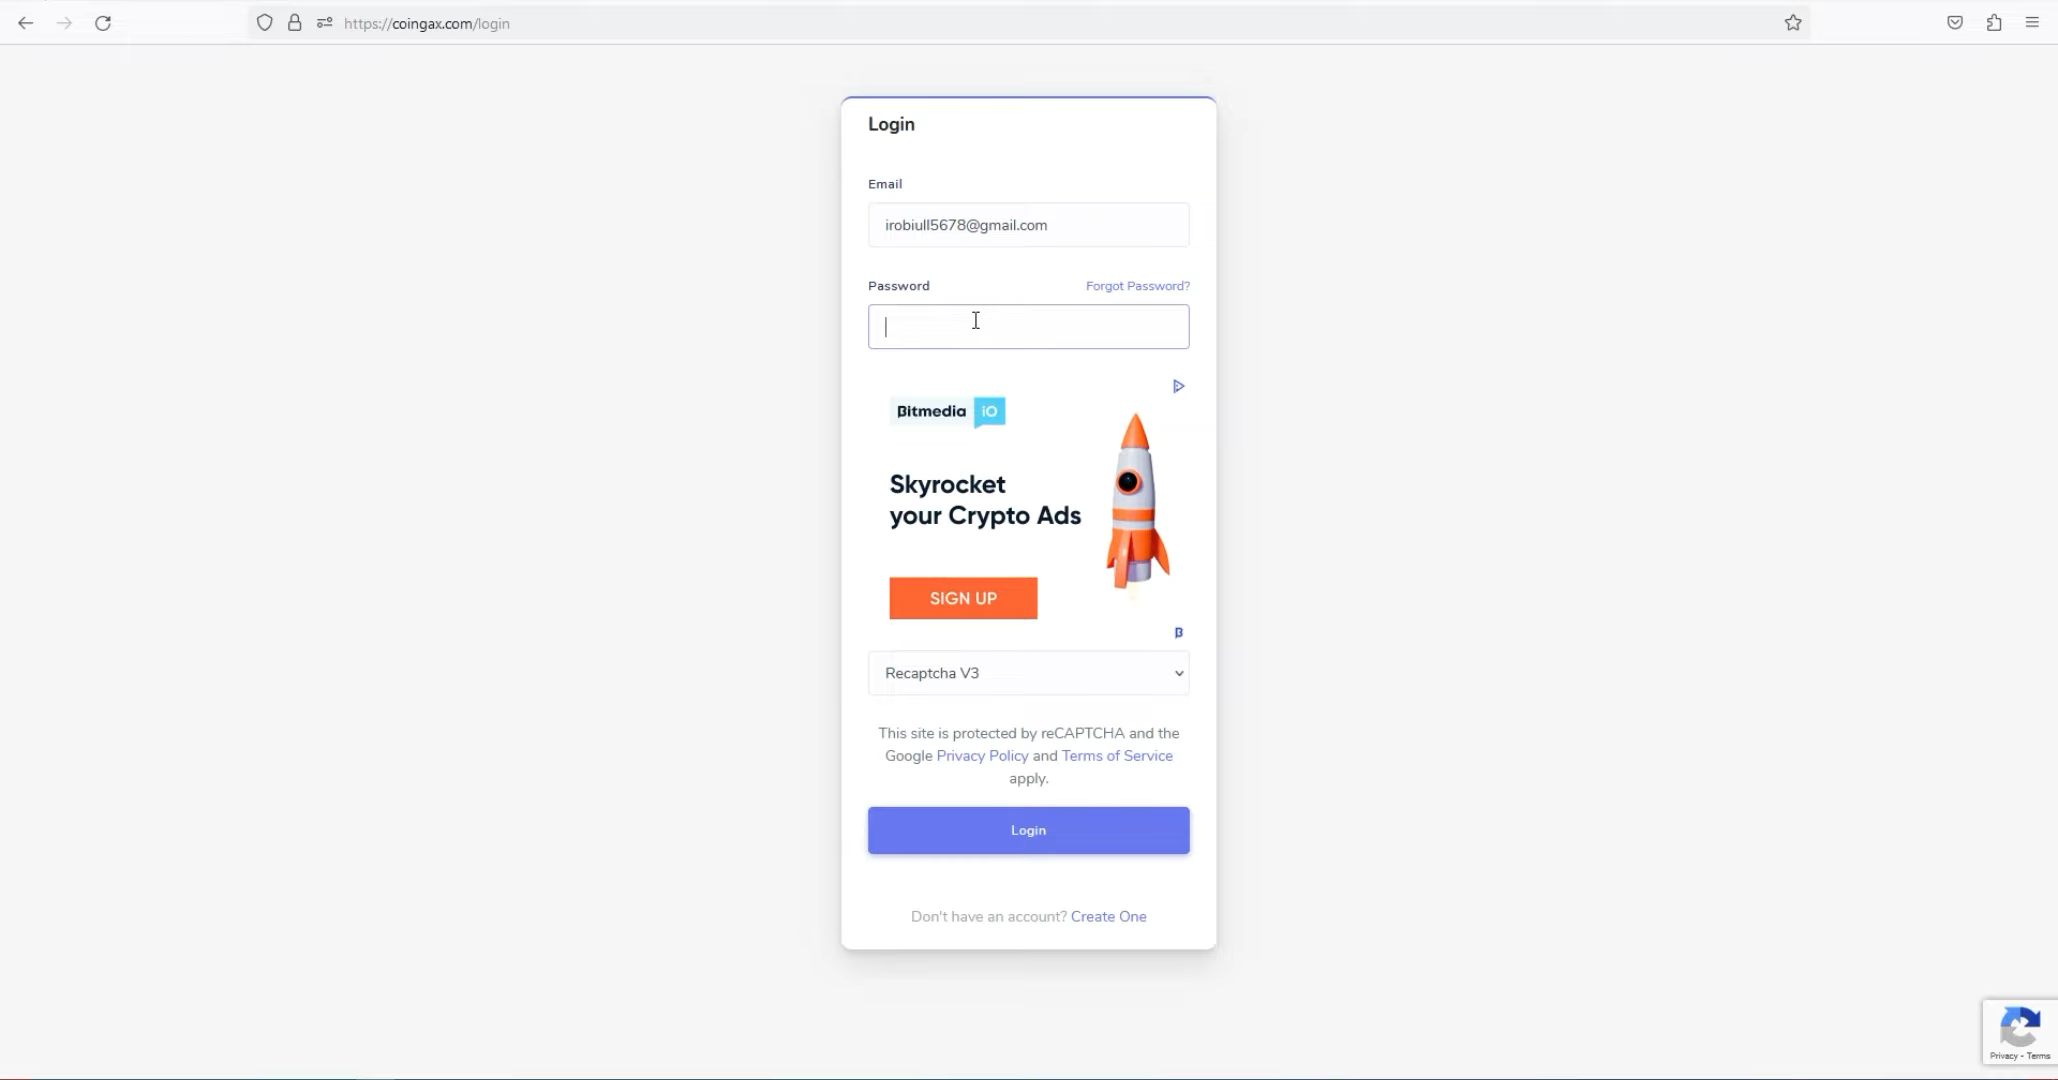 https://coingax.com/login
Login
Email
irobiull5678@gmail.com
Password Forgot Password?
Bitmedia iO
Skyrocket
your Crypto Ads
SIGN UP
Recaptcha V3
This site is protected by reCAPTCHA and the
Google Privacy Policy and Terms of Service
apply.
Login
Don't have an account? Create One
Privacy - Terms